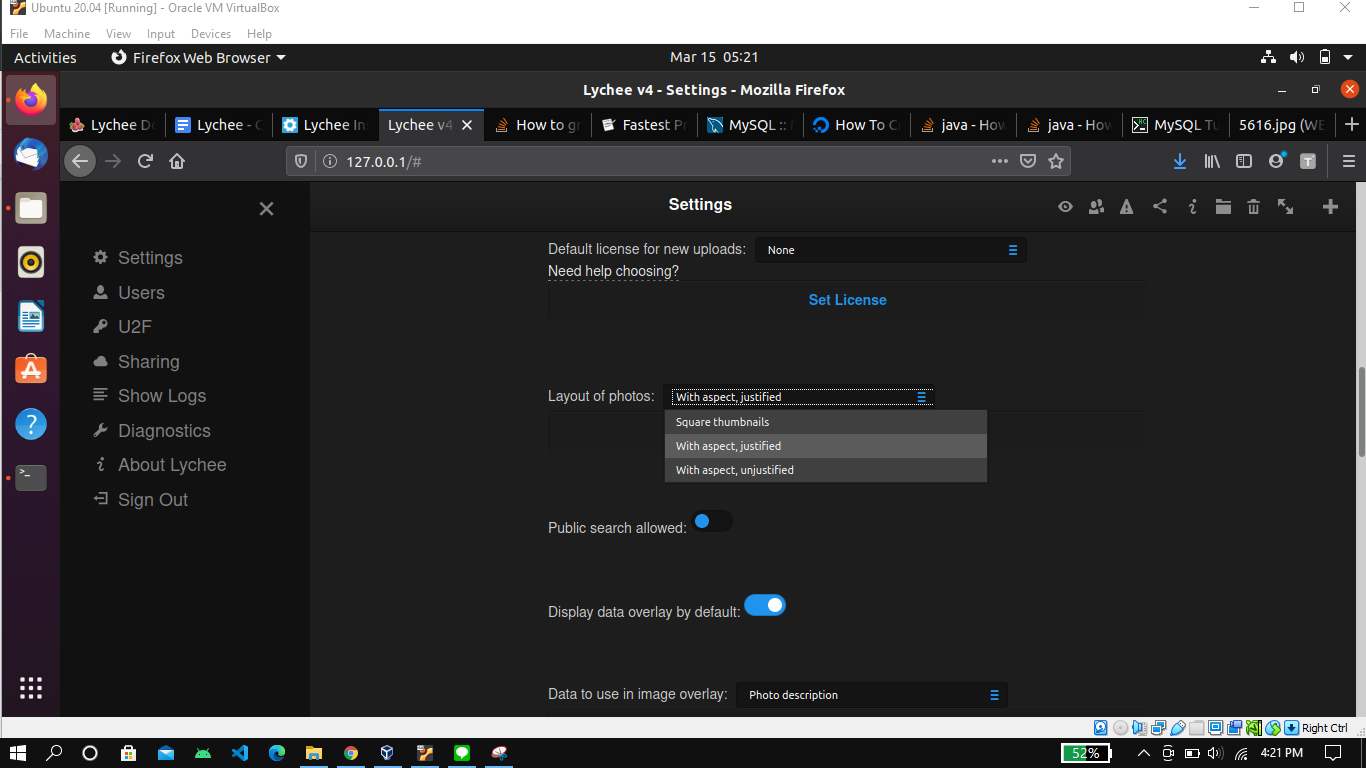 Ubuntu 20.04 [Running] - Oracle VM VirtualBox
File Machine View Input Devices Help
Activities Firefox Web Browser Mar 15 05:21
Lychee v4 - Settings - Mozilla Firefox
Lychee Do Lychee - C Lychee In Lychee v4 How to gr Fastest Pr MySQL :: How To C java - How java - How MySQL Tu 5616.jpg (WE
127.0.0.1/#
Settings
Settings
Users
U2F
Sharing
Show Logs
Diagnostics
About Lychee
Sign Out
Default license for new uploads: None
Need help choosing?
Set License
Layout of photos: With aspect, justified
Square thumbnails
With aspect, justified
With aspect, unjustified
Public search allowed:
Display data overlay by default:
Data to use in image overlay: Photo description
Right Ctrl
52% 4:21 PM